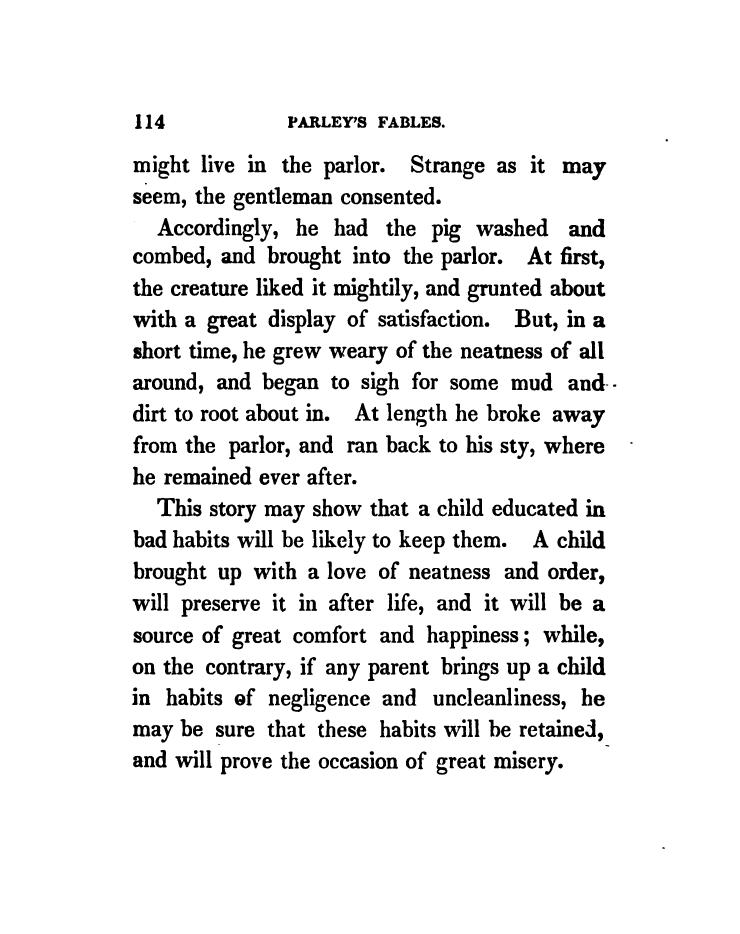 114 PARLEY'S FABLES.
might live in the parlor. Strange as it may
seem, the gentleman consented.
Accordingly, he had the pig washed and
combed, and brought into the parlor. At first,
the creature liked it mightily, and grunted about
with a great display of satisfaction. But, in a
short time, he grew weary of the neatness of all
around, and began to sigh for some mud and
dirt to root about in. At length he broke away
from the parlor, and ran back to his sty, where
he remained ever after.
This story may show that a child educated in
bad habits will be likely to keep them. A child
brought up with a love of neatness and order,
will preserve it in after life, and it will be a
source of great comfort and happiness; while,
on the contrary, if any parent brings up a child
in habits of negligence and uncleanliness, he
may be sure that these habits will be retained,
and will prove the occasion of great misery.